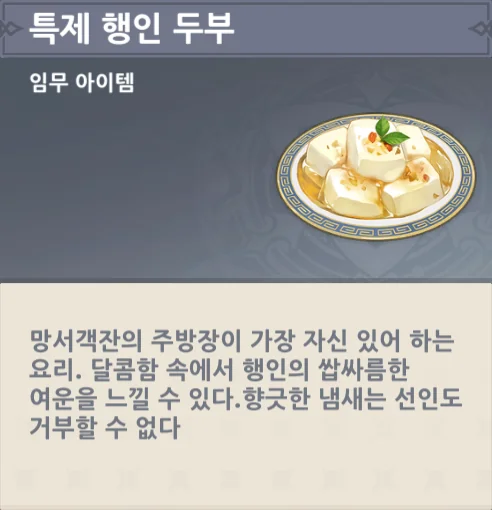 특제 행인 두부
임무 아이템
망서객잔의 주방장이 가장 자신 있어 하는
요리. 달콤함 속에서 행인의 쌉싸름한
여운을 느낄 수 있다.향긋한 냄새는 선인도
거부할 수 없다